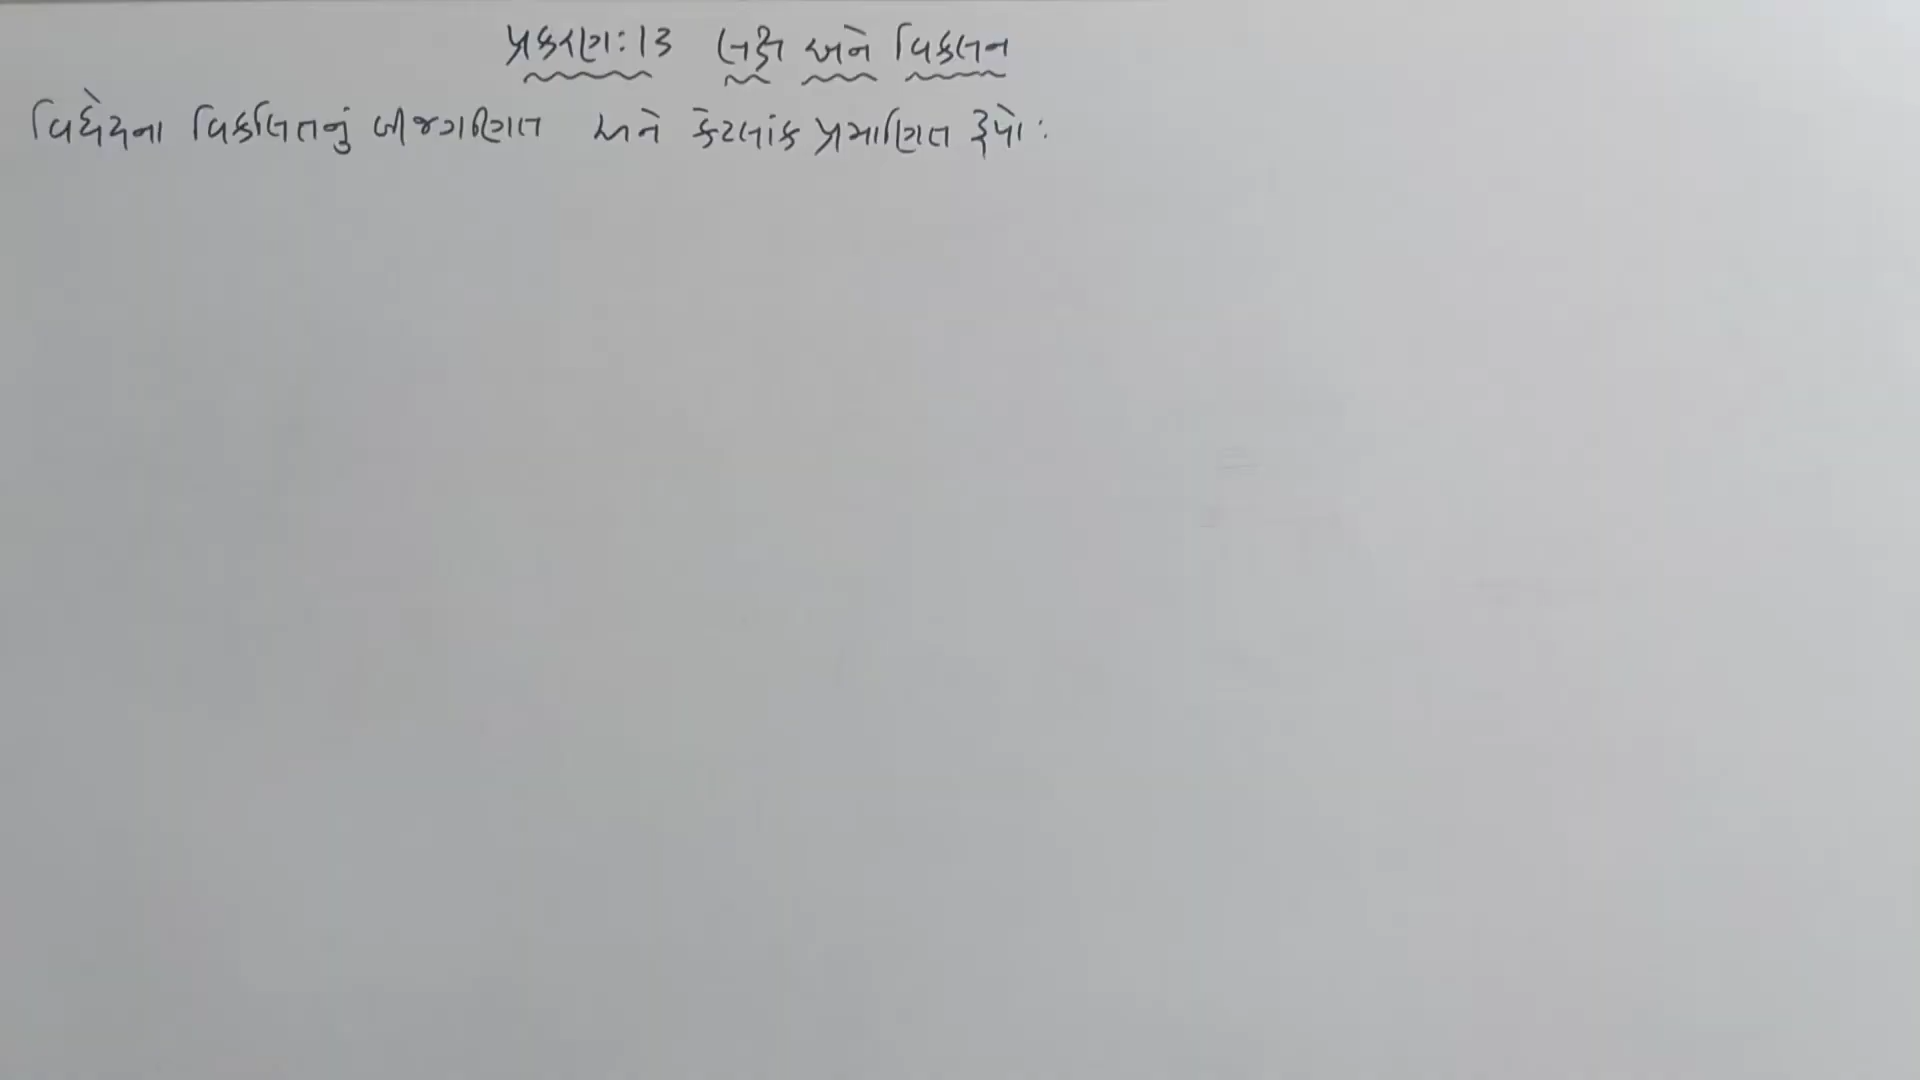 પ્રકરણ:13 લક્ષ અને વિકલન
વિધેયના વિકલિતનું બીજગણિત અને કેટલાંક પ્રમાણિત રૂપો: